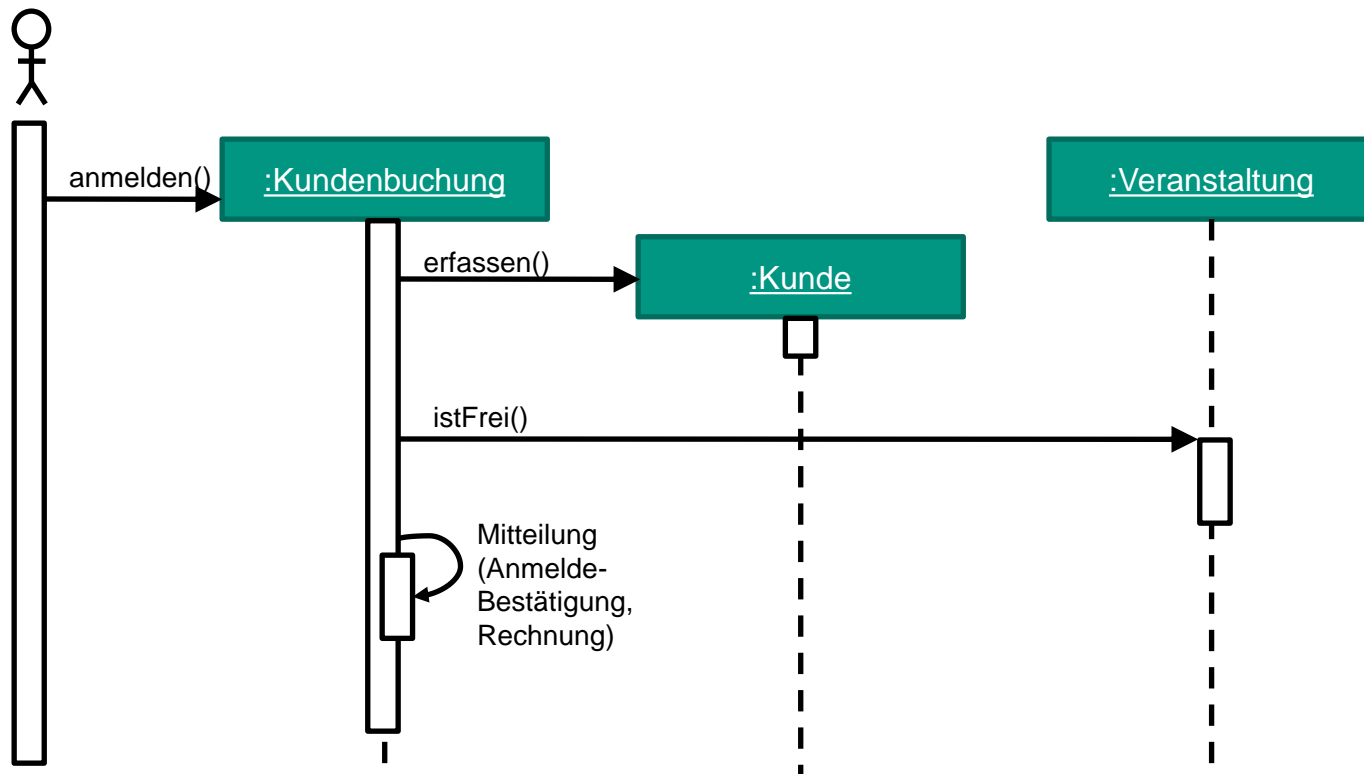 anmelden()
:Kundenbuchung
:Veranstaltung
erfassen()
:Kunde
istFrei()
Mitteilung
(Anmelde-
Bestätigung,
Rechnung)